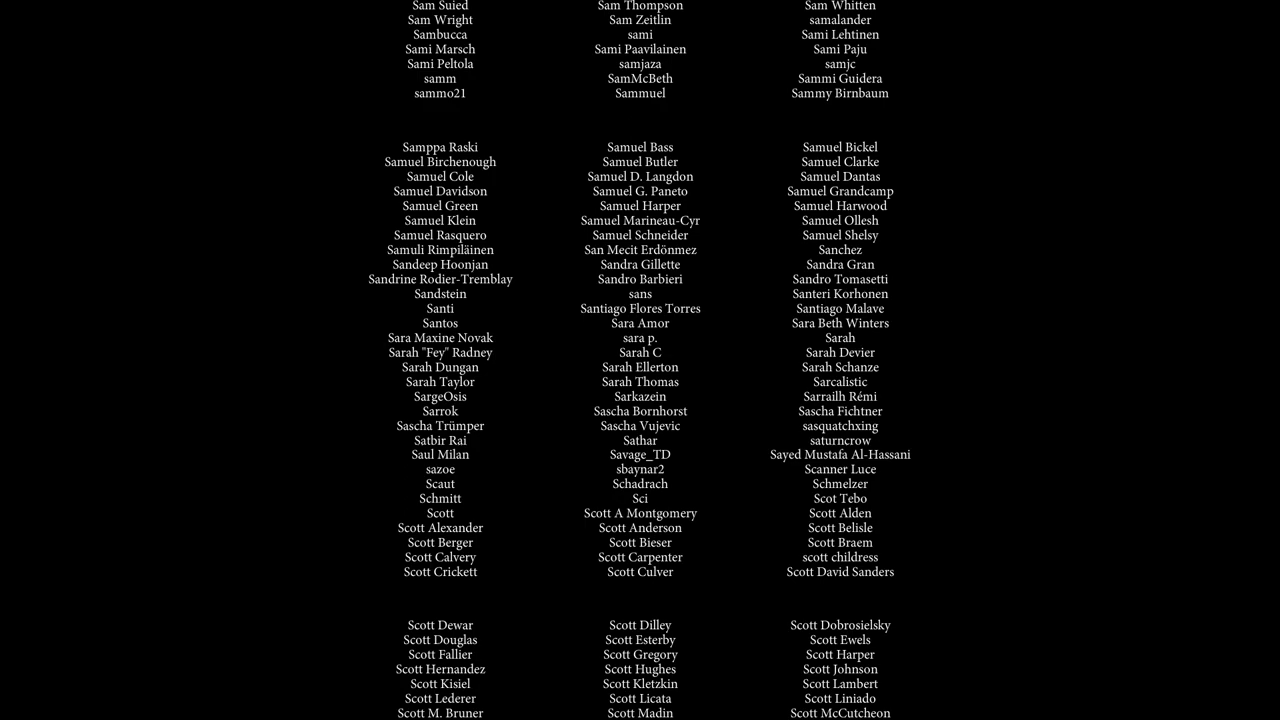 Sam Suied Sam Thompson Sam Whitten
Sam Wright Sam Zeitlin samalander
Sambucca sami Sami Lehtinen
Sami Marsch Sami Paavilainen Sami Paju
Sami Peltola samjaza samjc
samm SamMcBeth Sammi Guidera
sammo21 Sammuel Sammy Birnbaum
Samppa Raski Samuel Bass Samuel Bickel
Samuel Birchenough Samuel Butler Samuel Clarke
Samuel Cole Samuel D. Langdon Samuel Dantas
Samuel Davidson Samuel G. Paneto Samuel Grandcamp
Samuel Green Samuel Harper Samuel Harwood
Samuel Klein Samuel Marineau-Cyr Samuel Ollesh
Samuel Rasquero Samuel Schneider Samuel Shelsy
Samuli Rimpiläinen San Mecit Erdönmez Sanchez
Sandeep Hoonjan Sandra Gillette Sandra Gran
Sandrine Rodier-Tremblay Sandro Barbieri Sandro Tomasetti
Sandstein sans Santeri Korhonen
Santi Santiago Flores Torres Santiago Malave
Santos Sara Amor Sara Beth Winters
Sara Maxine Novak sara p. Sarah
Sarah "Fey" Radney Sarah C Sarah Devier
Sarah Dungan Sarah Ellerton Sarah Schanze
Sarah Taylor Sarah Thomas Sarcalistic
SargeOsis Sarkazein Sarrailh Rémi
Sarrok Sascha Bornhorst Sascha Fichtner
Sascha Trümper Sascha Vujevic sasquatchxing
Satbir Rai Sathar saturncrow
Saul Milan Savage_TD Sayed Mustafa Al-Hassani
sazoe sbaynar2 Scanner Luce
Scaut Schadrach Schmelzer
Schmitt Sci Scot Tebo
Scott Scott A Montgomery Scott Alden
Scott Alexander Scott Anderson Scott Belisle
Scott Berger Scott Bieser Scott Braem
Scott Calvery Scott Carpenter scott childress
Scott Crickett Scott Culver Scott David Sanders
Scott Dewar Scott Dilley Scott Dobrosielsky
Scott Douglas Scott Esterby Scott Ewels
Scott Fallier Scott Gregory Scott Harper
Scott Hernandez Scott Hughes Scott Johnson
Scott Kisiel Scott Kletzkin Scott Lambert
Scott Lederer Scott Licata Scott Liniado
Scott M. Bruner Scott Madin Scott McCutcheon